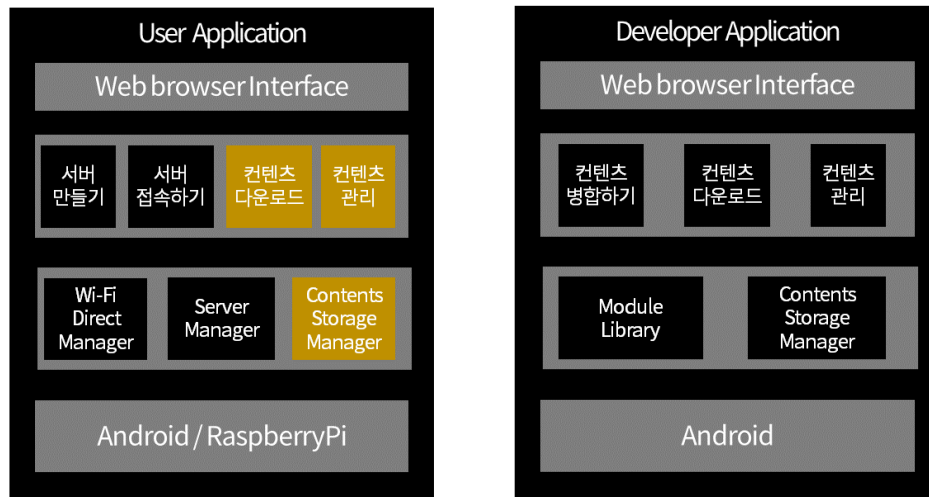 User Application
Web browser Interface
서버
만들기
서버
접속하기
컨텐츠
다운로드
컨텐츠
관리
Wi-Fi
Direct
Manager
Server
Manager
Contents
Storage
Manager
Android / RaspberryPi
Developer Application
Web browser Interface
컨텐츠
병합하기
컨텐츠
다운로드
컨텐츠
관리
Module
Library
Contents
Storage
Manager
Android